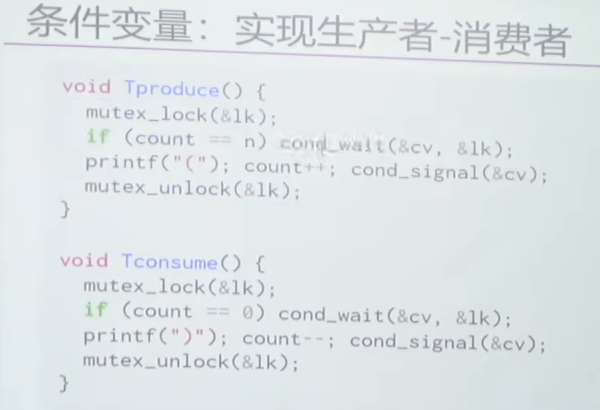 条件变量：实现生产者-消费者
void Tproduce() {
  mutex_lock(&lk);
  if (count == n) cond_wait(&cv, &lk);
  printf("("); count++; cond_signal(&cv);
  mutex_unlock(&lk);
}
void Tconsume() {
  mutex_lock(&lk);
  if (count == 0) cond_wait(&cv, &lk);
  printf(")"); count--; cond_signal(&cv);
  mutex_unlock(&lk);
}